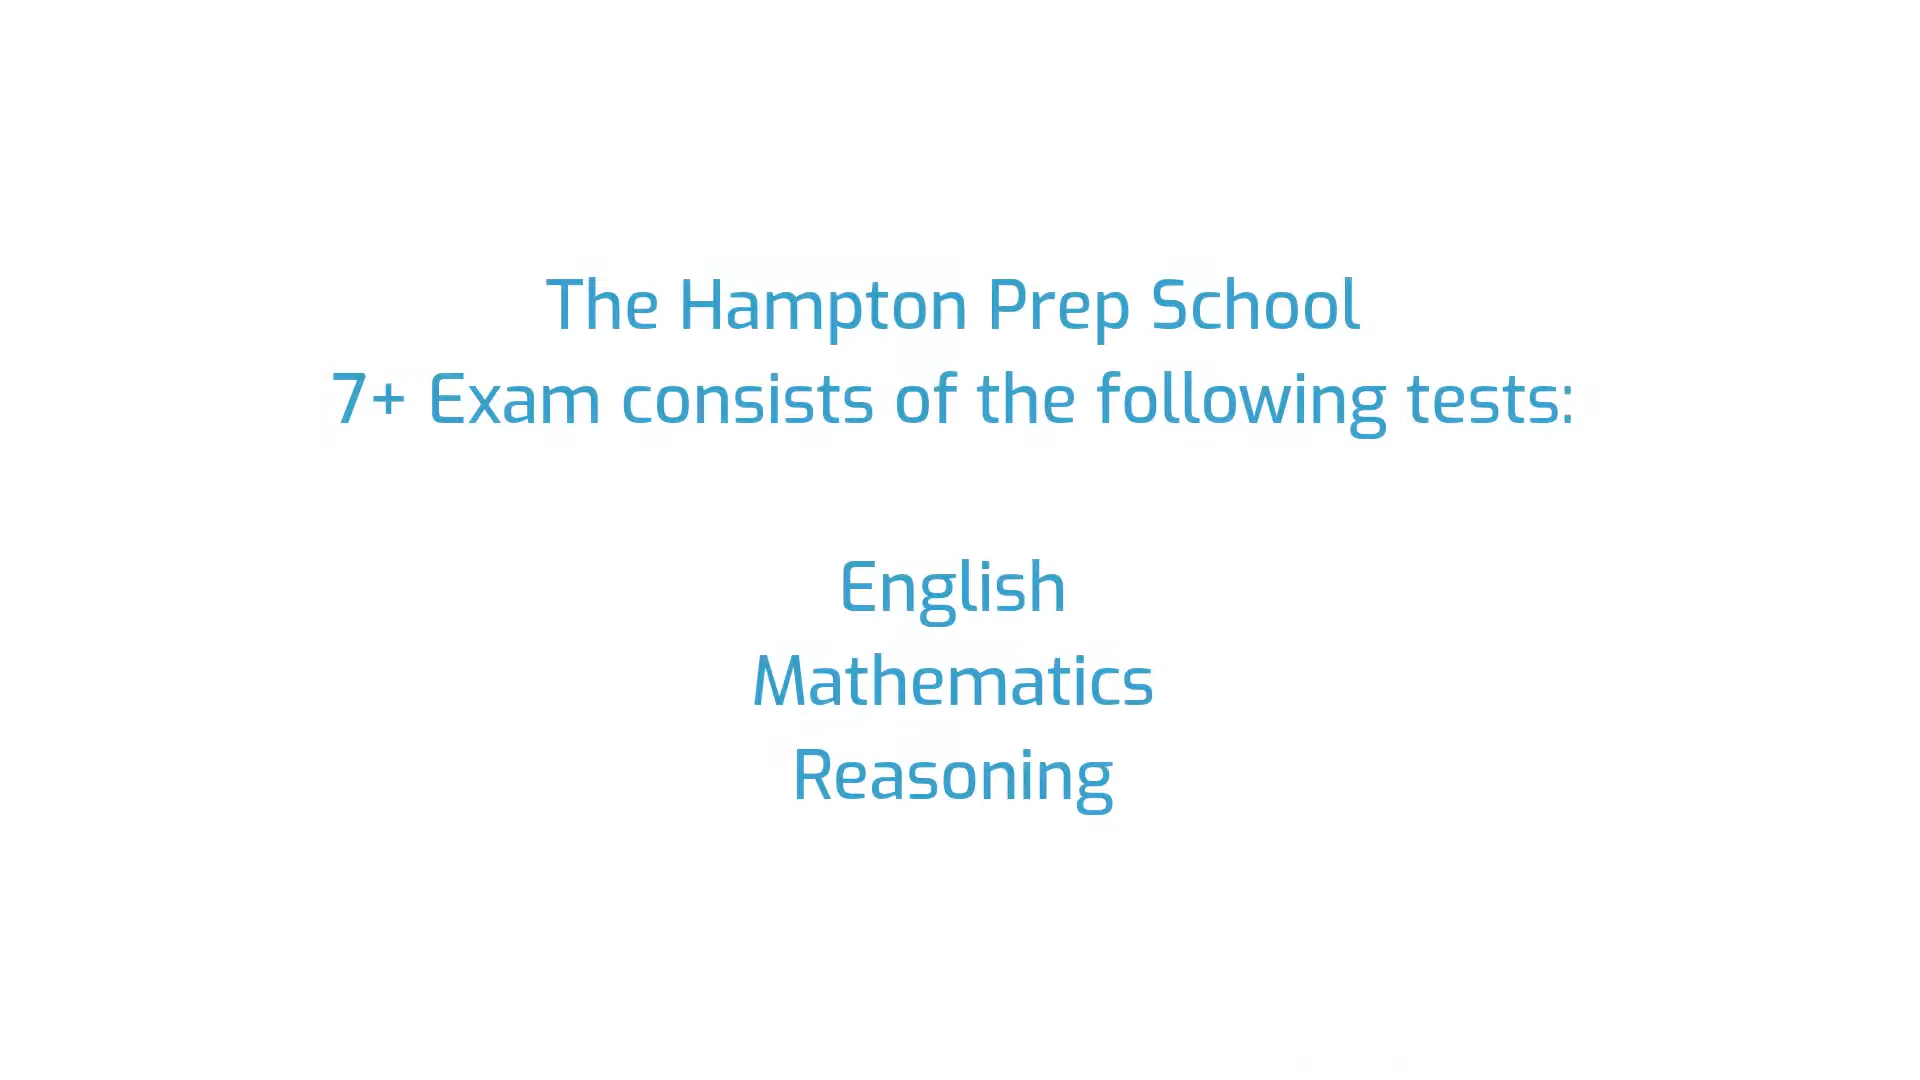 The Hampton Prep School
7+ Exam consists of the following tests:
English
Mathematics
Reasoning